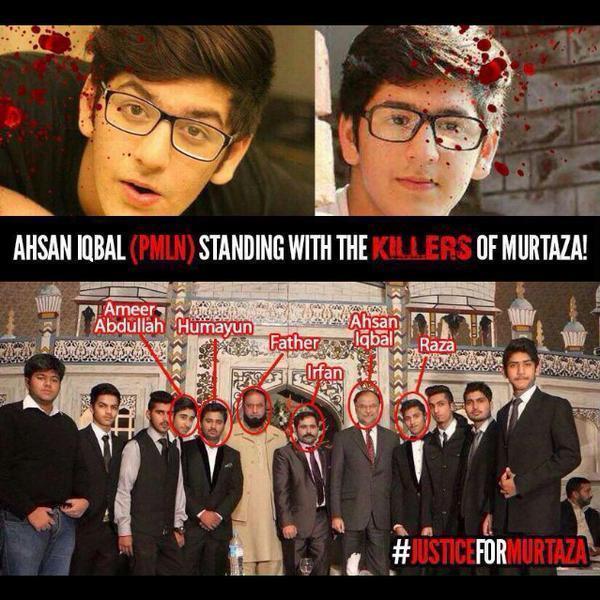 AHSAN IQBAL (PMLN) STANDING WITH THE KILLERS OF MURTAZA!
Ameer
Abdullah
Humayun
Father
Irfan
Ahsan
Iqbal
Raza
#JUSTICEFORMURTAZA